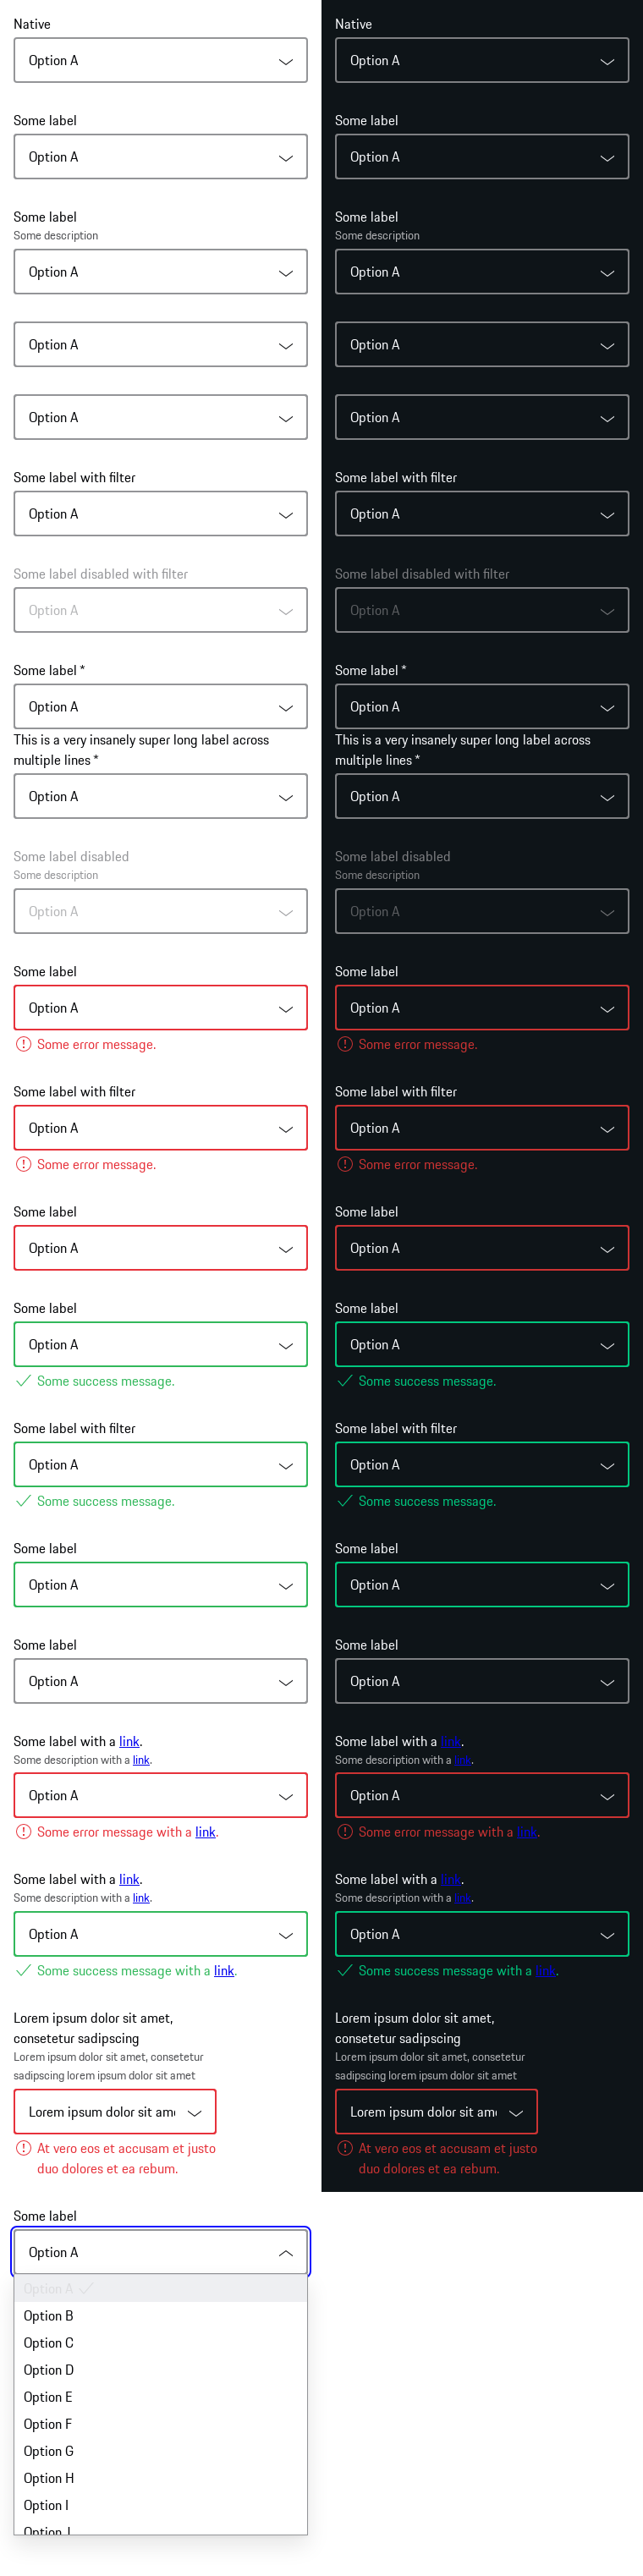 Native
Option A
Some label
Option A
Some label
Some description
Option A
Option A
Option A
Some label with filter
Option A
Some label disabled with filter
Option A
Some label *
Option A
This is a very insanely super long label across
multiple lines *
Option A
Some label disabled
Some description
Option A
Some label
Option A
Some error message.
Some label with filter
Option A
Some error message.
Some label
Option A
Some label
Option A
Some success message.
Some label with filter
Option A
Some success message.
Some label
Option A
Some label
Option A
Some label with a link.
Some description with a link.
Option A
Some error message with a link.
Some label with a link.
Some description with a link.
Option A
Some success message with a link.
Lorem ipsum dolor sit amet,
consetetur sadipscing
Lorem ipsum dolor sit amet, consetetur
sadipscing lorem ipsum dolor sit amet
Lorem ipsum dolor sit ame
At vero eos et accusam et justo
duo dolores et ea rebum.
Some label
Option A
Option A
Option B
Option C
Option D
Option E
Option F
Option G
Option H
Option I
Option J
Native
Option A
Some label
Option A
Some label
Some description
Option A
Option A
Option A
Some label with filter
Option A
Some label disabled with filter
Option A
Some label *
Option A
This is a very insanely super long label across
multiple lines *
Option A
Some label disabled
Some description
Option A
Some label
Option A
Some error message.
Some label with filter
Option A
Some error message.
Some label
Option A
Some label
Option A
Some success message.
Some label with filter
Option A
Some success message.
Some label
Option A
Some label
Option A
Some label with a link.
Some description with a link.
Option A
Some error message with a link.
Some label with a link.
Some description with a link.
Option A
Some success message with a link.
Lorem ipsum dolor sit amet,
consetetur sadipscing
Lorem ipsum dolor sit amet, consetetur
sadipscing lorem ipsum dolor sit amet
Lorem ipsum dolor sit ame
At vero eos et accusam et justo
duo dolores et ea rebum.